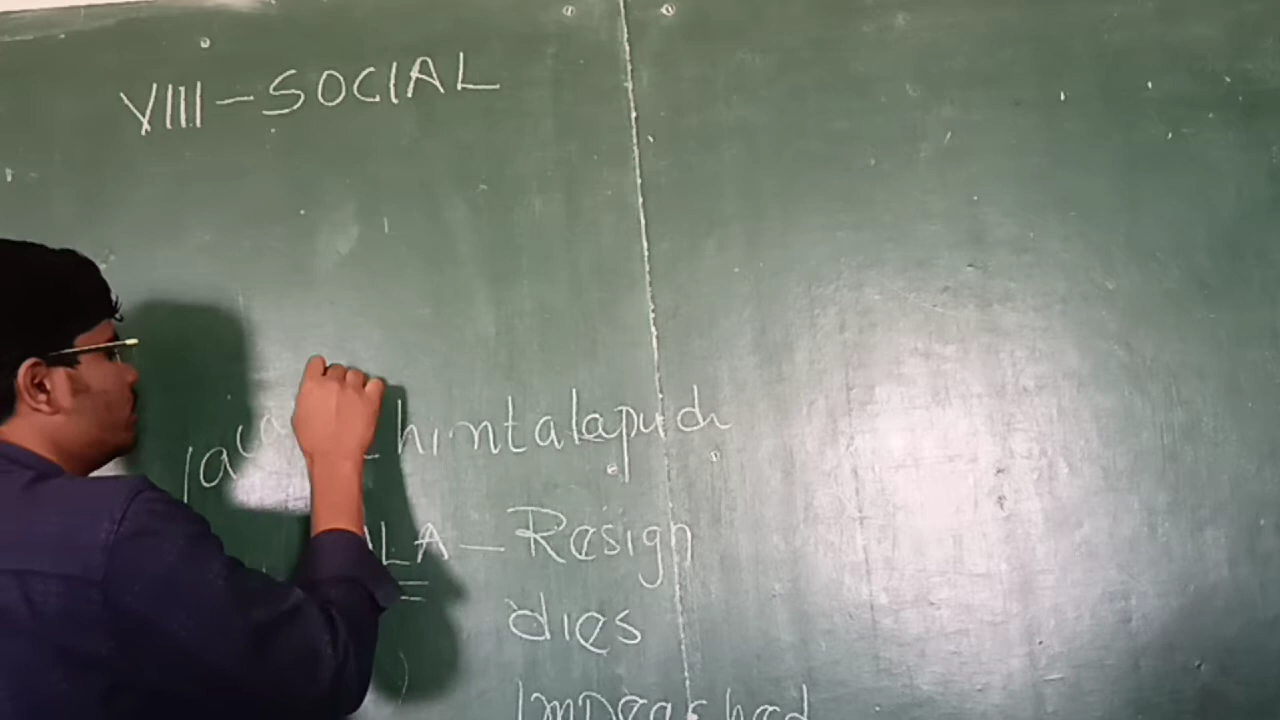 VIII - SOCIAL
hintalapudi
LA - Resign
dies
Impeached